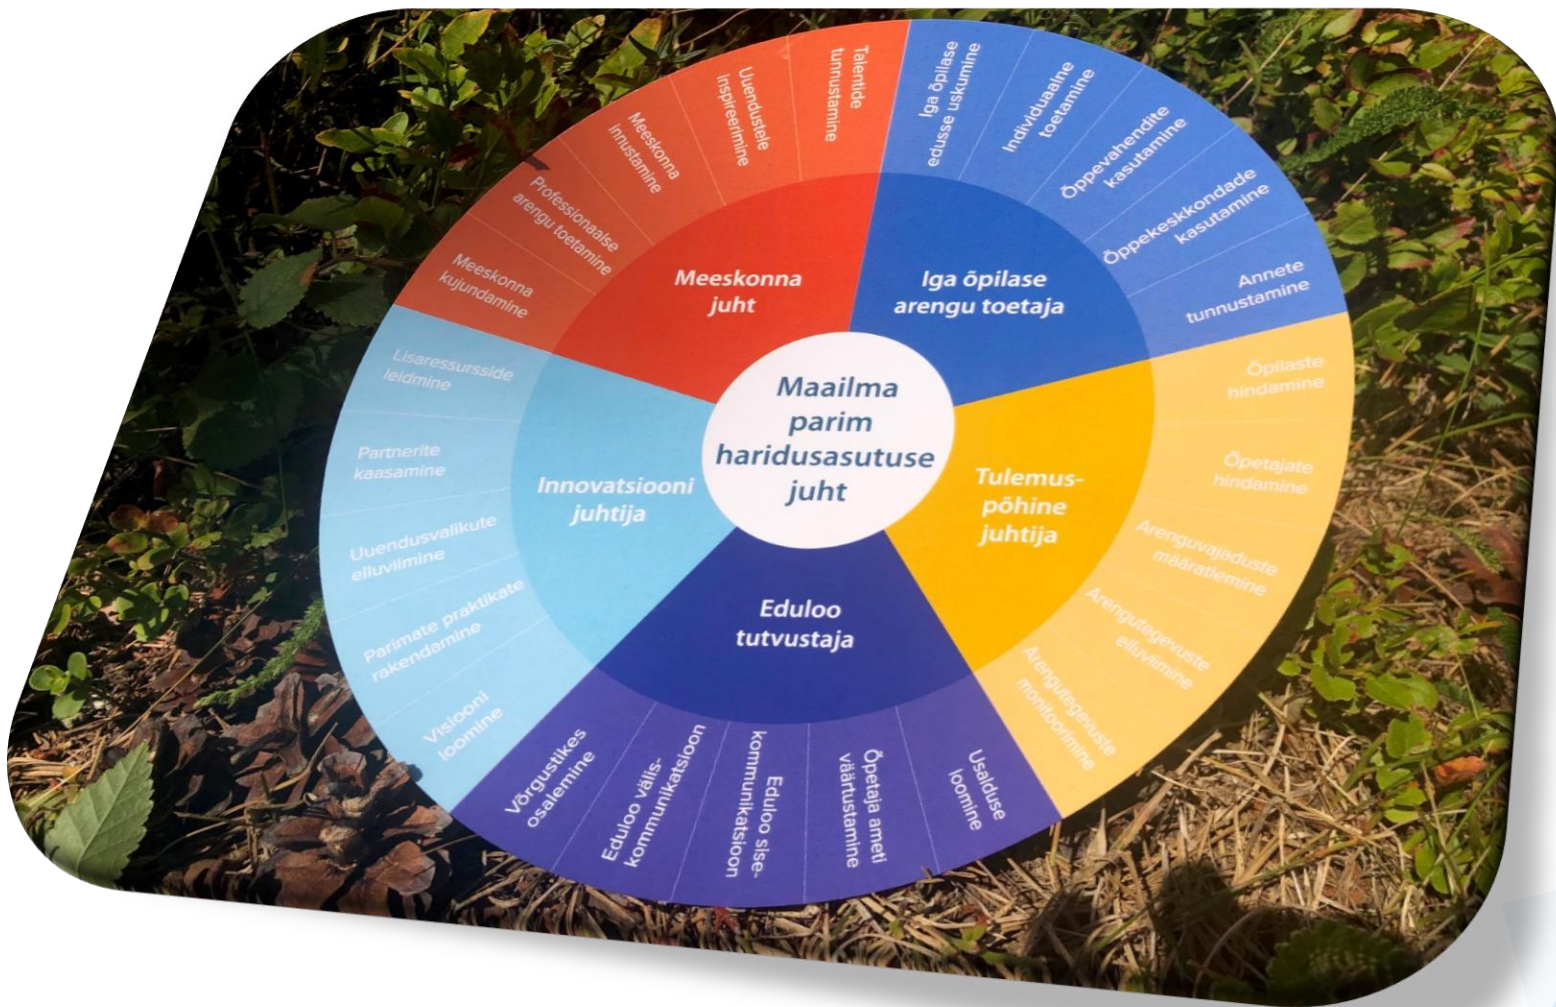 Maailma
parim
haridusasutuse
juht
Iga õpilase
arengu toetaja
Iga õpilase
edusse uskumine
Individuaalne
toetamine
Õppevahendite
kasutamine
Õppekeskkondade
kasutamine
Annete
tunnustamine
Tulemus-
põhine
juhtija
Õpilaste
hindamine
Õpetajate
hindamine
Arenguvajaduste
määratlemine
Arengutegevuste
elluviimine
Arengutegevuste
monitoorimine
Eduloo
tutvustaja
Usalduse
loomine
Õpetaja ameti
väärtustamine
Eduloo sise-
kommunikatsioon
Eduloo välis-
kommunikatsioon
Võrgustikes
osalemine
Innovatsiooni
juhtija
Visiooni
loomine
Parimate praktikate
rakendamine
Uuendusvalikute
elluviimine
Partnerite
kaasamine
Lisaressursside
leidmine
Meeskonna
juht
Meeskonna
kujundamine
Professionaalse
arengu toetamine
Meeskonna
innustamine
Uuendustele
inspireerimine
Talentide
tunnustamine